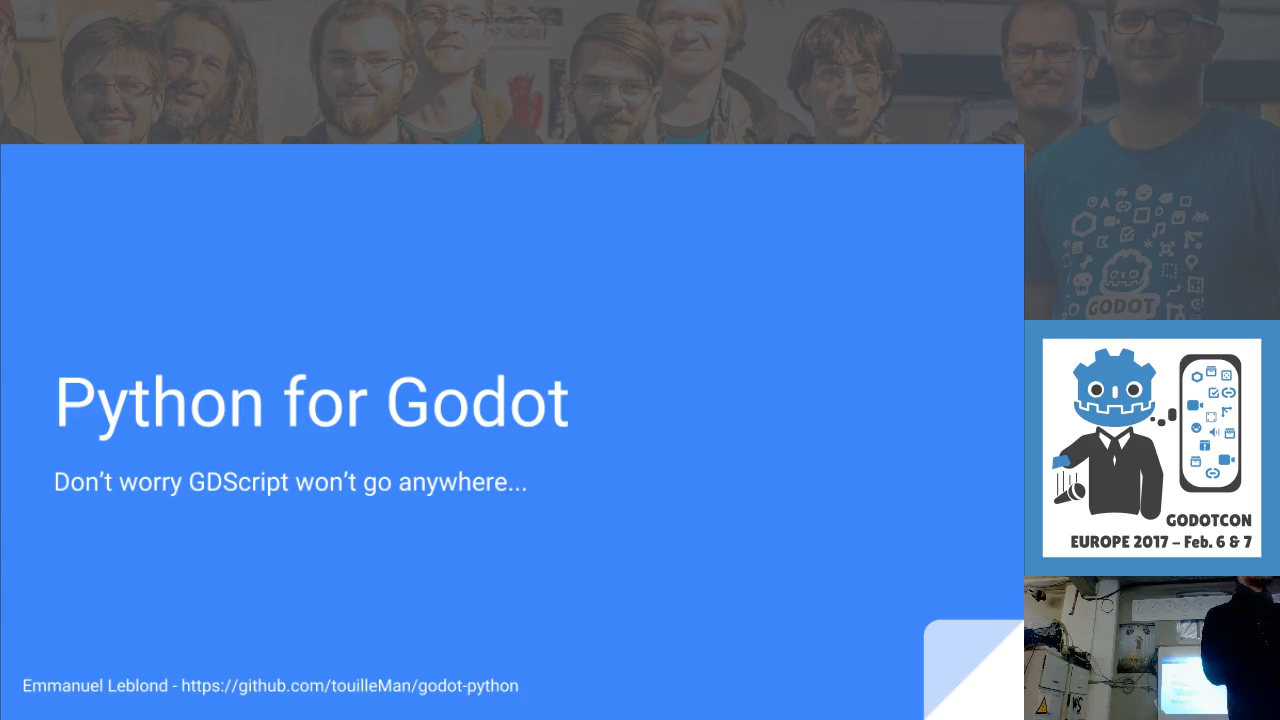 GODOT
Python for Godot
Don't worry GDScript won't go anywhere...
GODOTCON
EUROPE 2017 – Feb. 6 & 7
Emmanuel Leblond - https://github.com/touilleMan/godot-python